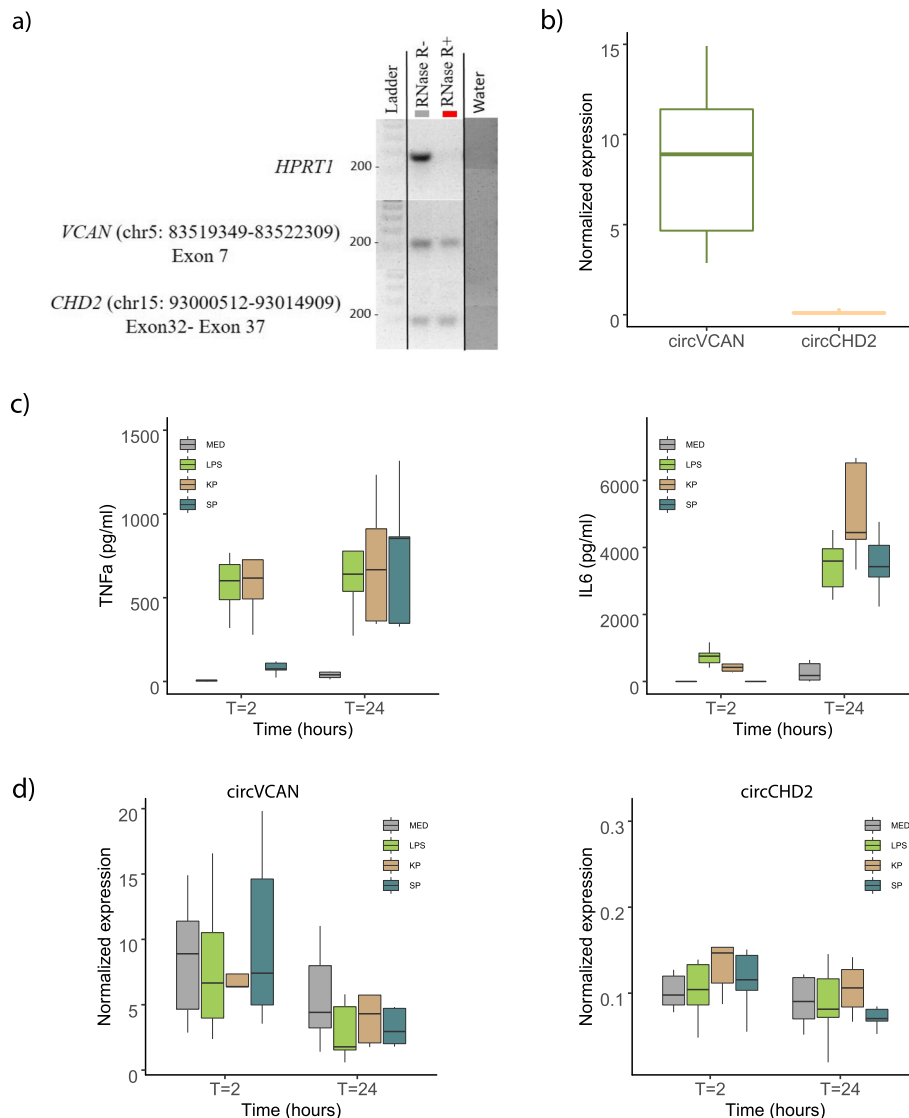 a)
Ladder
RNase R-
RNase R+
Water
HPRT1
200
VCAN (chr5: 83519349-83522309)
Exon 7
200
CHD2 (chr15: 93000512-93014909)
Exon32- Exon 37
200
b)
Normalized expression
15
10
5
0
circVCAN
circCHD2
c)
TNFa (pg/ml)
1500
1000
500
0
MED
LPS
KP
SP
T=2
T=24
Time (hours)
IL6 (pg/ml)
6000
4000
2000
0
MED
LPS
KP
SP
T=2
T=24
Time (hours)
d)
circVCAN
Normalized expression
20
15
10
5
0
MED
LPS
KP
SP
T=2
T=24
Time (hours)
circCHD2
Normalized expression
0.3
0.2
0.1
MED
LPS
KP
SP
T=2
T=24
Time (hours)